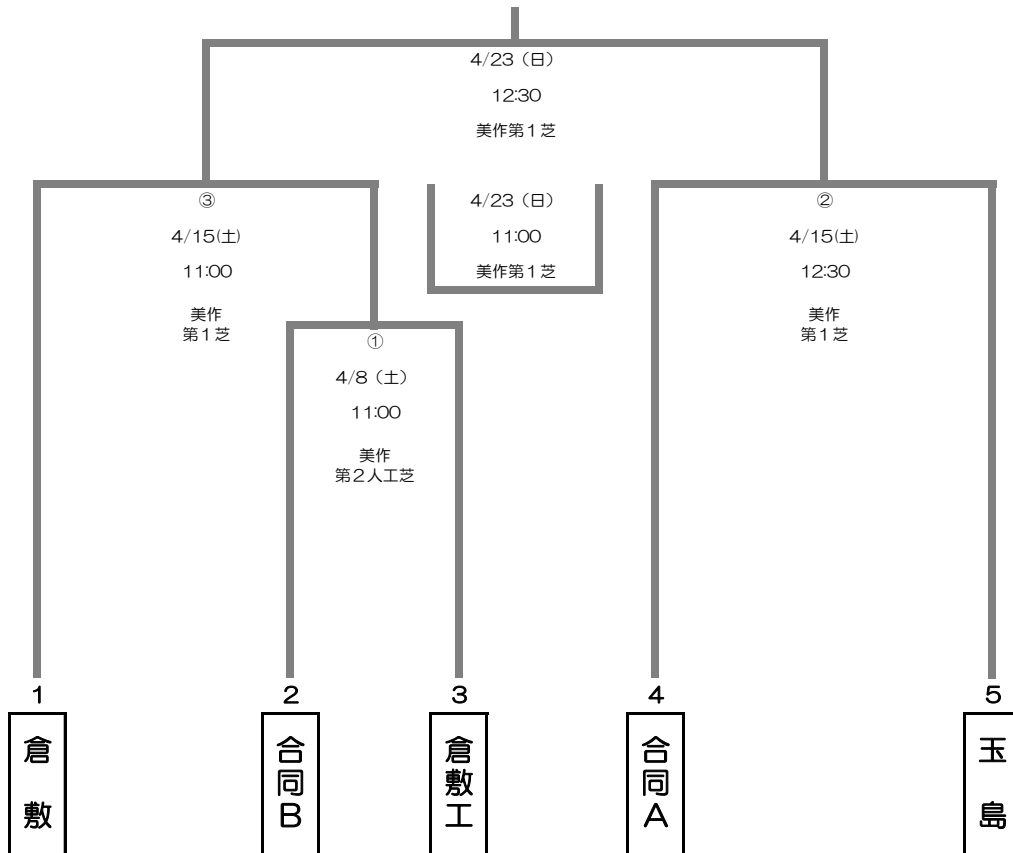 4/23（日）
12:30
美作第１芝
③
4/15(土)
11:00
美作
第１芝
4/23（日）
11:00
美作第１芝
②
4/15(土)
12:30
美作
第１芝
①
4/8（土）
11:00
美作
第２人工芝
1
2
3
4
5
倉敷
合同B
倉敷工
合同A
玉島